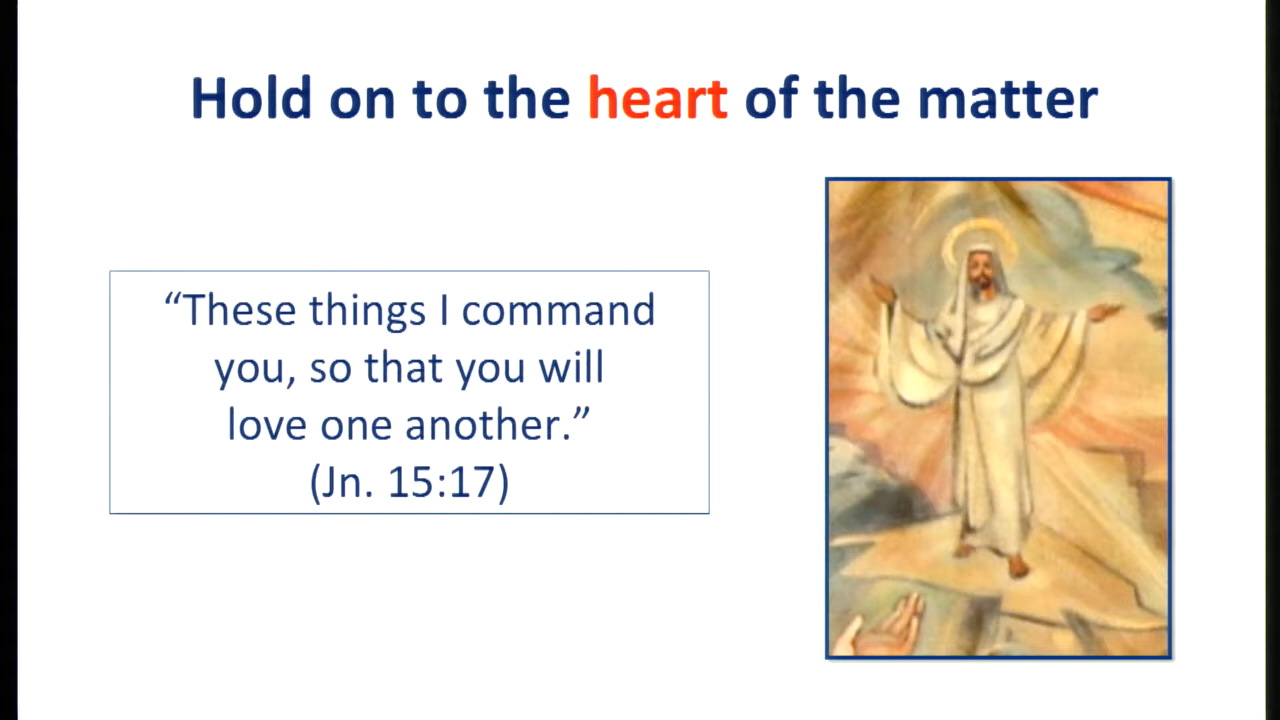 Hold on to the heart of the matter
“These things I command
you, so that you will
love one another.”
(Jn. 15:17)